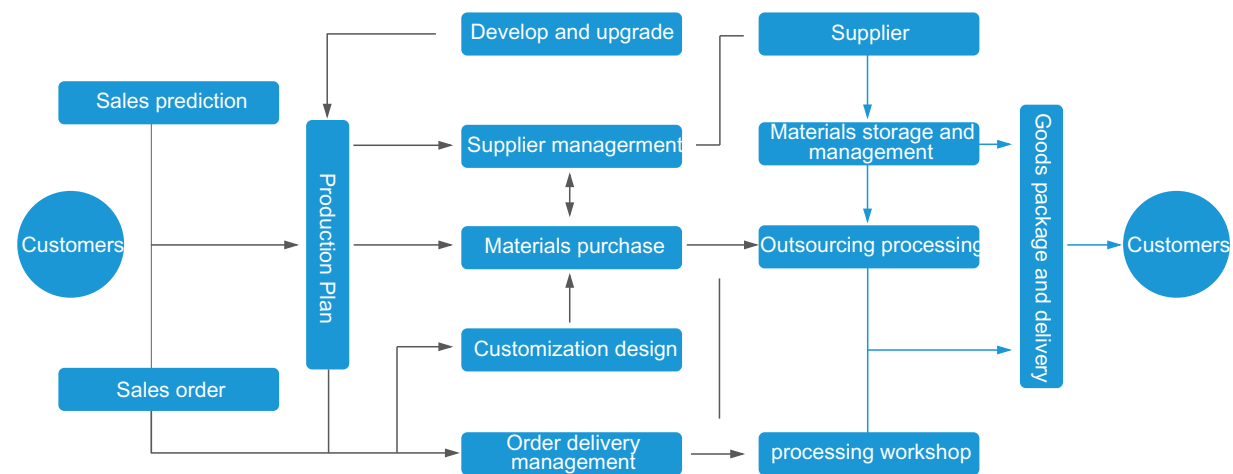 Develop and upgrade
Supplier
Sales prediction
Supplier managerment
Materials storage and
management
Production Plan
Goods package and delivery
Customers
Materials purchase
Outsourcing processing
Customers
Customization design
Sales order
Order delivery
management
processing workshop